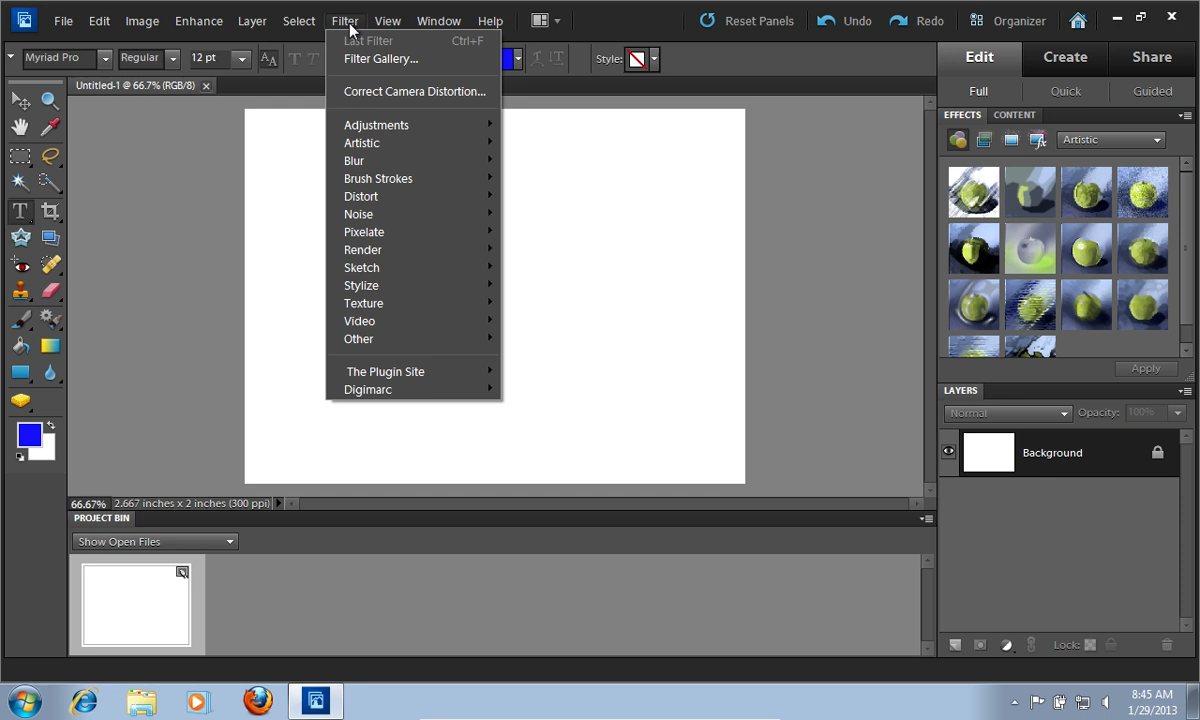 File Edit Image Enhance Layer Select Filter View Window Help Reset Panels Undo Redo Organizer
Myriad Pro Regular 12 pt Style:
Edit Create Share
Full Quick Guided
Untitled-1 @ 66.7% (RGB/8)
Last Filter Ctrl+F
Filter Gallery...
Correct Camera Distortion...
Adjustments
Artistic
Blur
Brush Strokes
Distort
Noise
Pixelate
Render
Sketch
Stylize
Texture
Video
Other
The Plugin Site
Digimarc
EFFECTS CONTENT
Artistic
Apply
LAYERS
Normal Opacity: 100%
Background
Lock:
66.67% 2.667 inches x 2 inches (300 ppi)
PROJECT BIN
Show Open Files
8:45 AM
1/29/2013